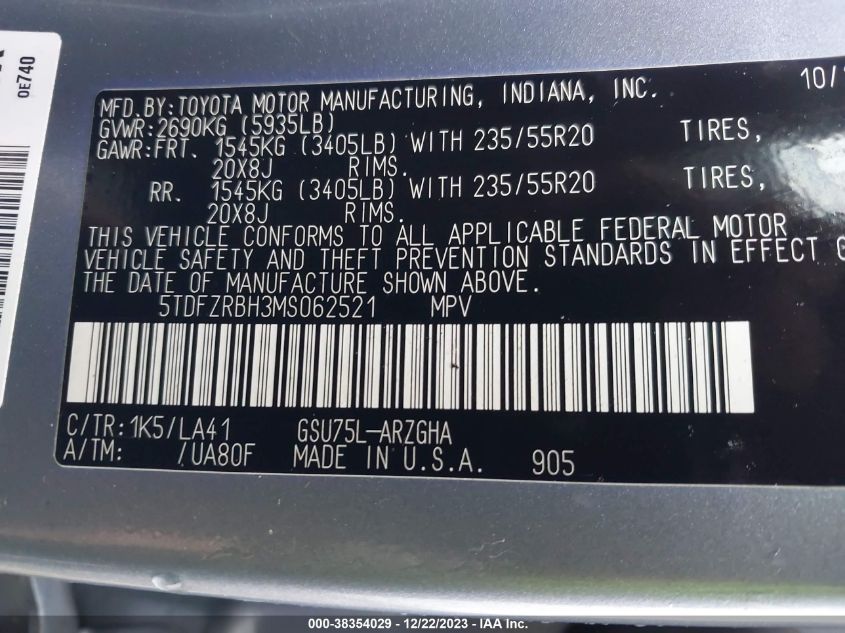 0E740
MFD.BY:TOYOTA MOTOR MANUFACTURING, INDIANA, INC. 10/
GVWR:2690KG (5935LB)
GAWR:FRT. 1545KG (3405LB) WITH 235/55R20 TIRES,
20X8J RIMS.
RR. 1545KG (3405LB) WITH 235/55R20 TIRES,
20X8J RIMS.
THIS VEHICLE CONFORMS TO ALL APPLICABLE FEDERAL MOTOR
VEHICLE SAFETY AND THEFT PREVENTION STANDARDS IN EFFECT
THE DATE OF MANUFACTURE SHOWN ABOVE.
5TDFZRBH3MS062521 MPV
C/TR:1K5/LA41 GSU75L-ARZGHA
A/TM: /UA80F MADE IN U.S.A. 905
000-38354029 - 12/22/2023 - IAA Inc.